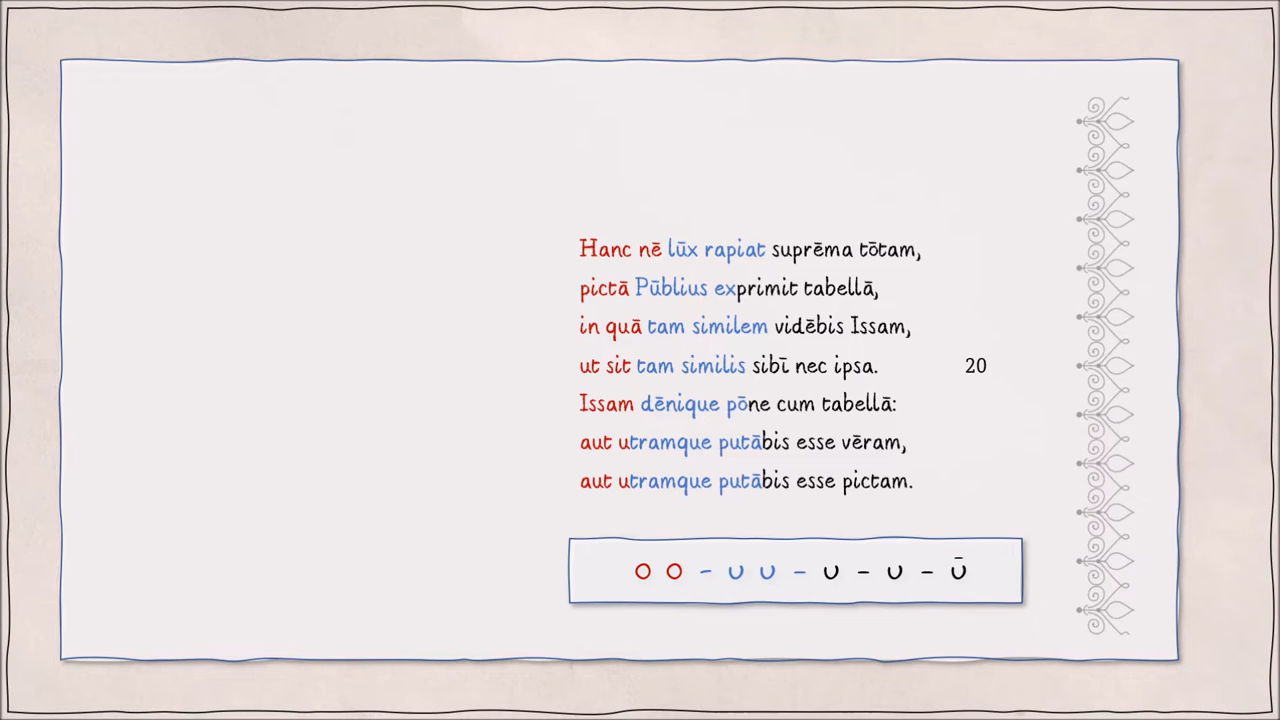 Hanc nē lūx rapiat suprēma tōtam,
pictā Pūblius exprimit tabellā,
in quā tam similem vidēbis Issam,
ut sit tam similis sibī nec ipsa. 20
Issam dēnique pōne cum tabellā:
aut utramque putābis esse vēram,
aut utramque putābis esse pictam.
○ ○ – ∪ ∪ – ∪ – ∪ – ∪̄